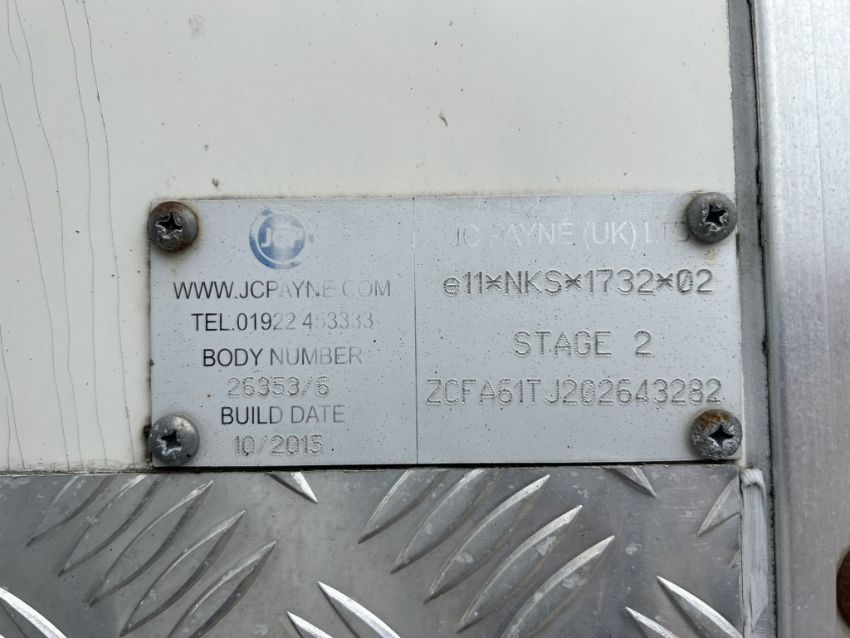 JCP
WWW.JCPAYNE.COM
TEL.01922 453333
BODY NUMBER
26353/6
BUILD DATE
10/2015
JC PAYNE (UK) LTD
e11*NKS*1732*02
STAGE 2
ZCFA61TJ202643282